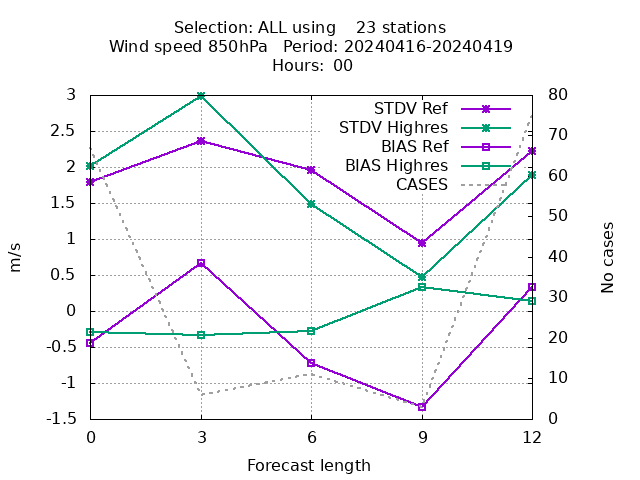 Selection: ALL using    23 stations
Wind speed 850hPa   Period: 20240416-20240419
Hours:  00
3
2.5
2
1.5
1
0.5
0
-0.5
-1
-1.5
80
70
60
50
40
30
20
10
0
STDV Ref
STDV Highres
BIAS Ref
BIAS Highres
CASES
m/s
No cases
0 3 6 9 12
Forecast length